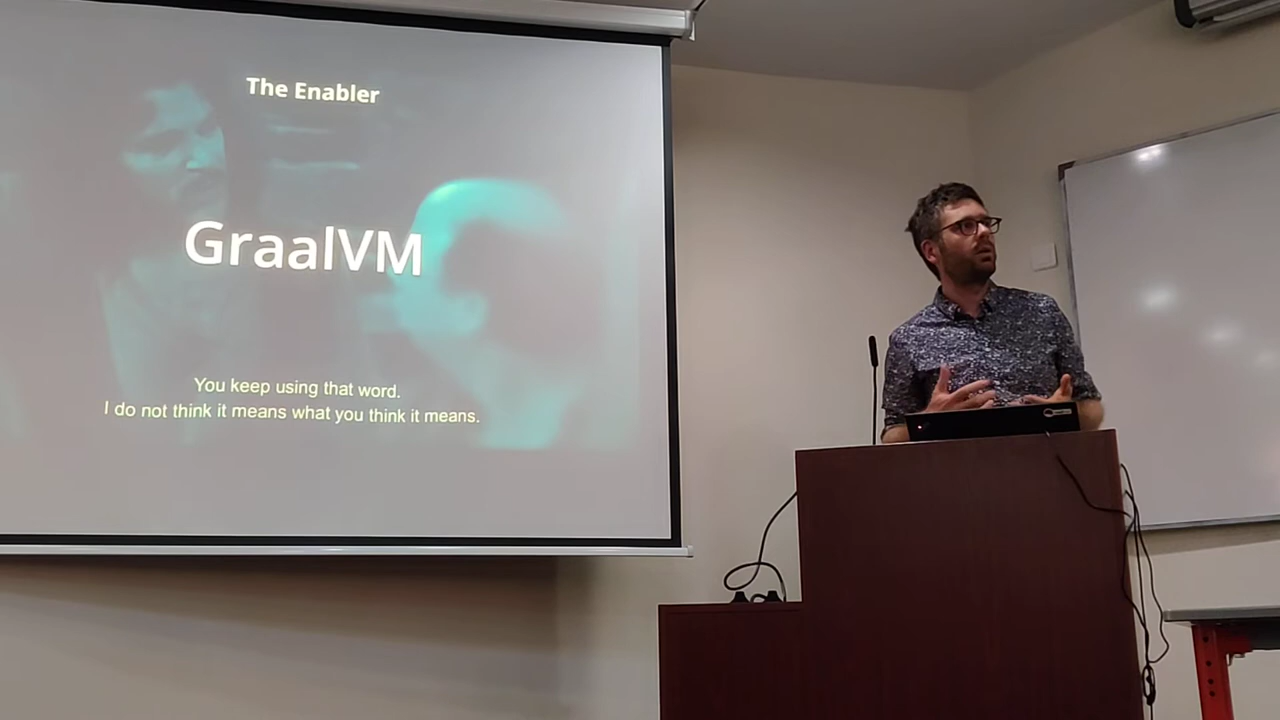 The Enabler
GraalVM
You keep using that word.
I do not think it means what you think it means.